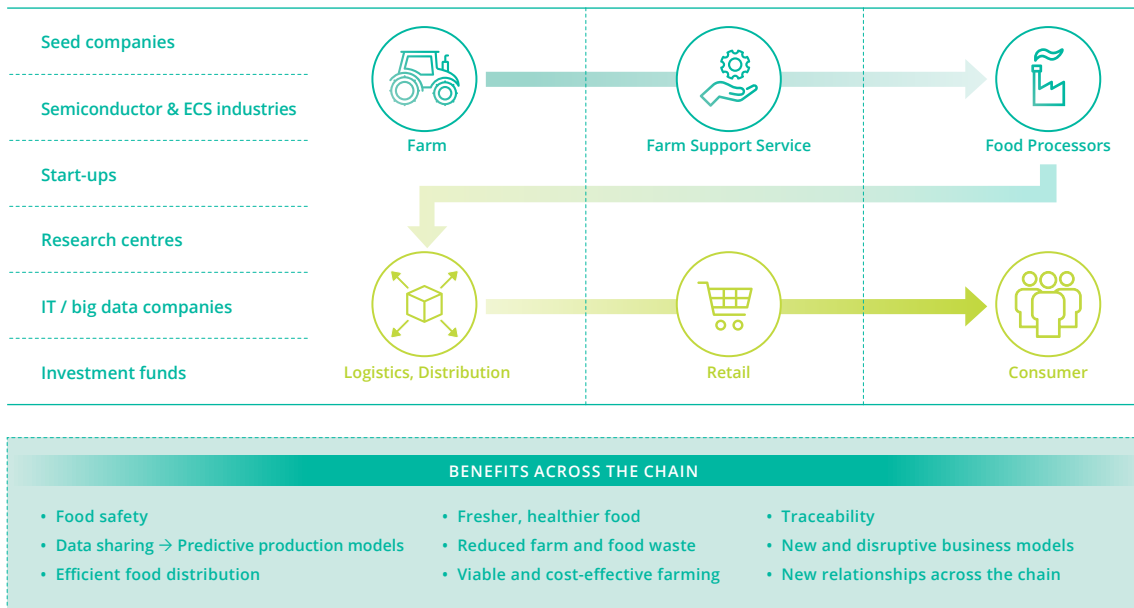 Seed companies
Semiconductor & ECS industries
Start-ups
Research centres
IT / big data companies
Investment funds
Farm
Farm Support Service
Food Processors
Logistics, Distribution
Retail
Consumer
BENEFITS ACROSS THE CHAIN
• Food safety
• Data sharing → Predictive production models
• Efficient food distribution
• Fresher, healthier food
• Reduced farm and food waste
• Viable and cost-effective farming
• Traceability
• New and disruptive business models
• New relationships across the chain